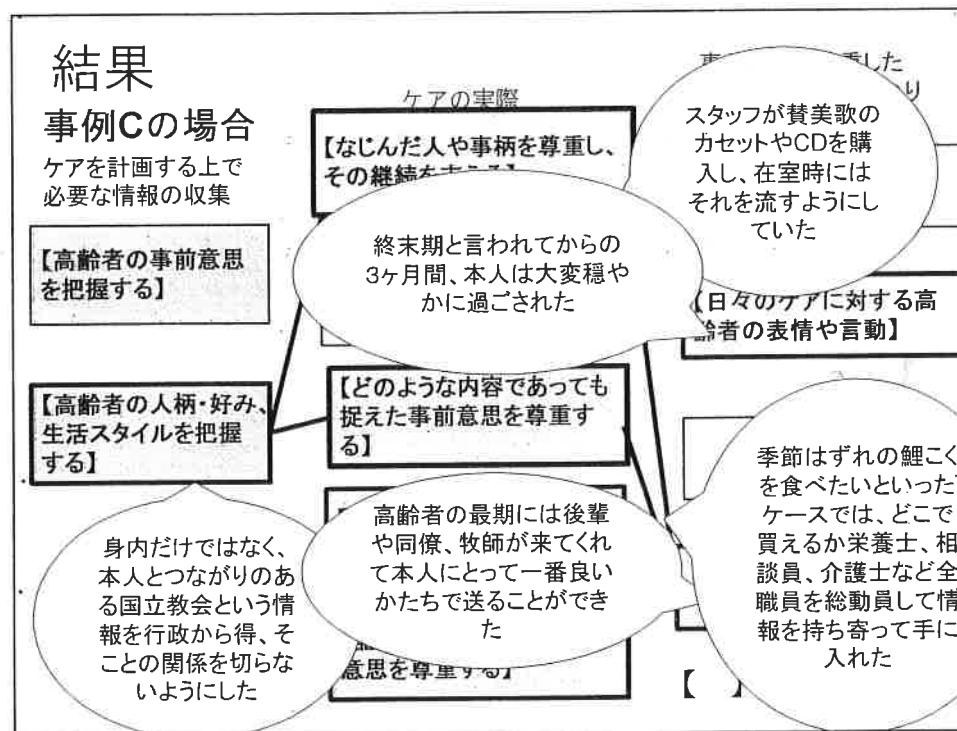 結果
事例Cの場合
ケアを計画する上で
必要な情報の収集
【高齢者の事前意思
を把握する】
【高齢者の人柄・好み、
生活スタイルを把握
する】
身内だけではなく、
本人とつながりのあ
る国立教会という情
報を行政から得、そ
ことの関係を切らな
いようにした
ケアの実際
【なじんだ人や事柄を尊重し、
その継続を
終末期と言われてからの
3ヶ月間、本人は大変穏や
かに過ごされた
【どのような内容であっても
捉えた事前意思を尊重す
る】
高齢者の最期には後輩
や同僚、牧師が来てくれ
て本人にとって一番良い
かたちで送ることができ
た
意思を尊重する】
した
り
スタッフが賛美歌の
カセットやCDを購
入し、在室時には
それを流すようにし
ていた
【日々のケアに対する高
齢者の表情や言動】
季節はずれの鯉こく
を食べたいといった
ケースでは、どこで
買えるか栄養士、相
談員、介護士など全
職員を総動員して情
報を持ち寄って手に
入れた
【 】